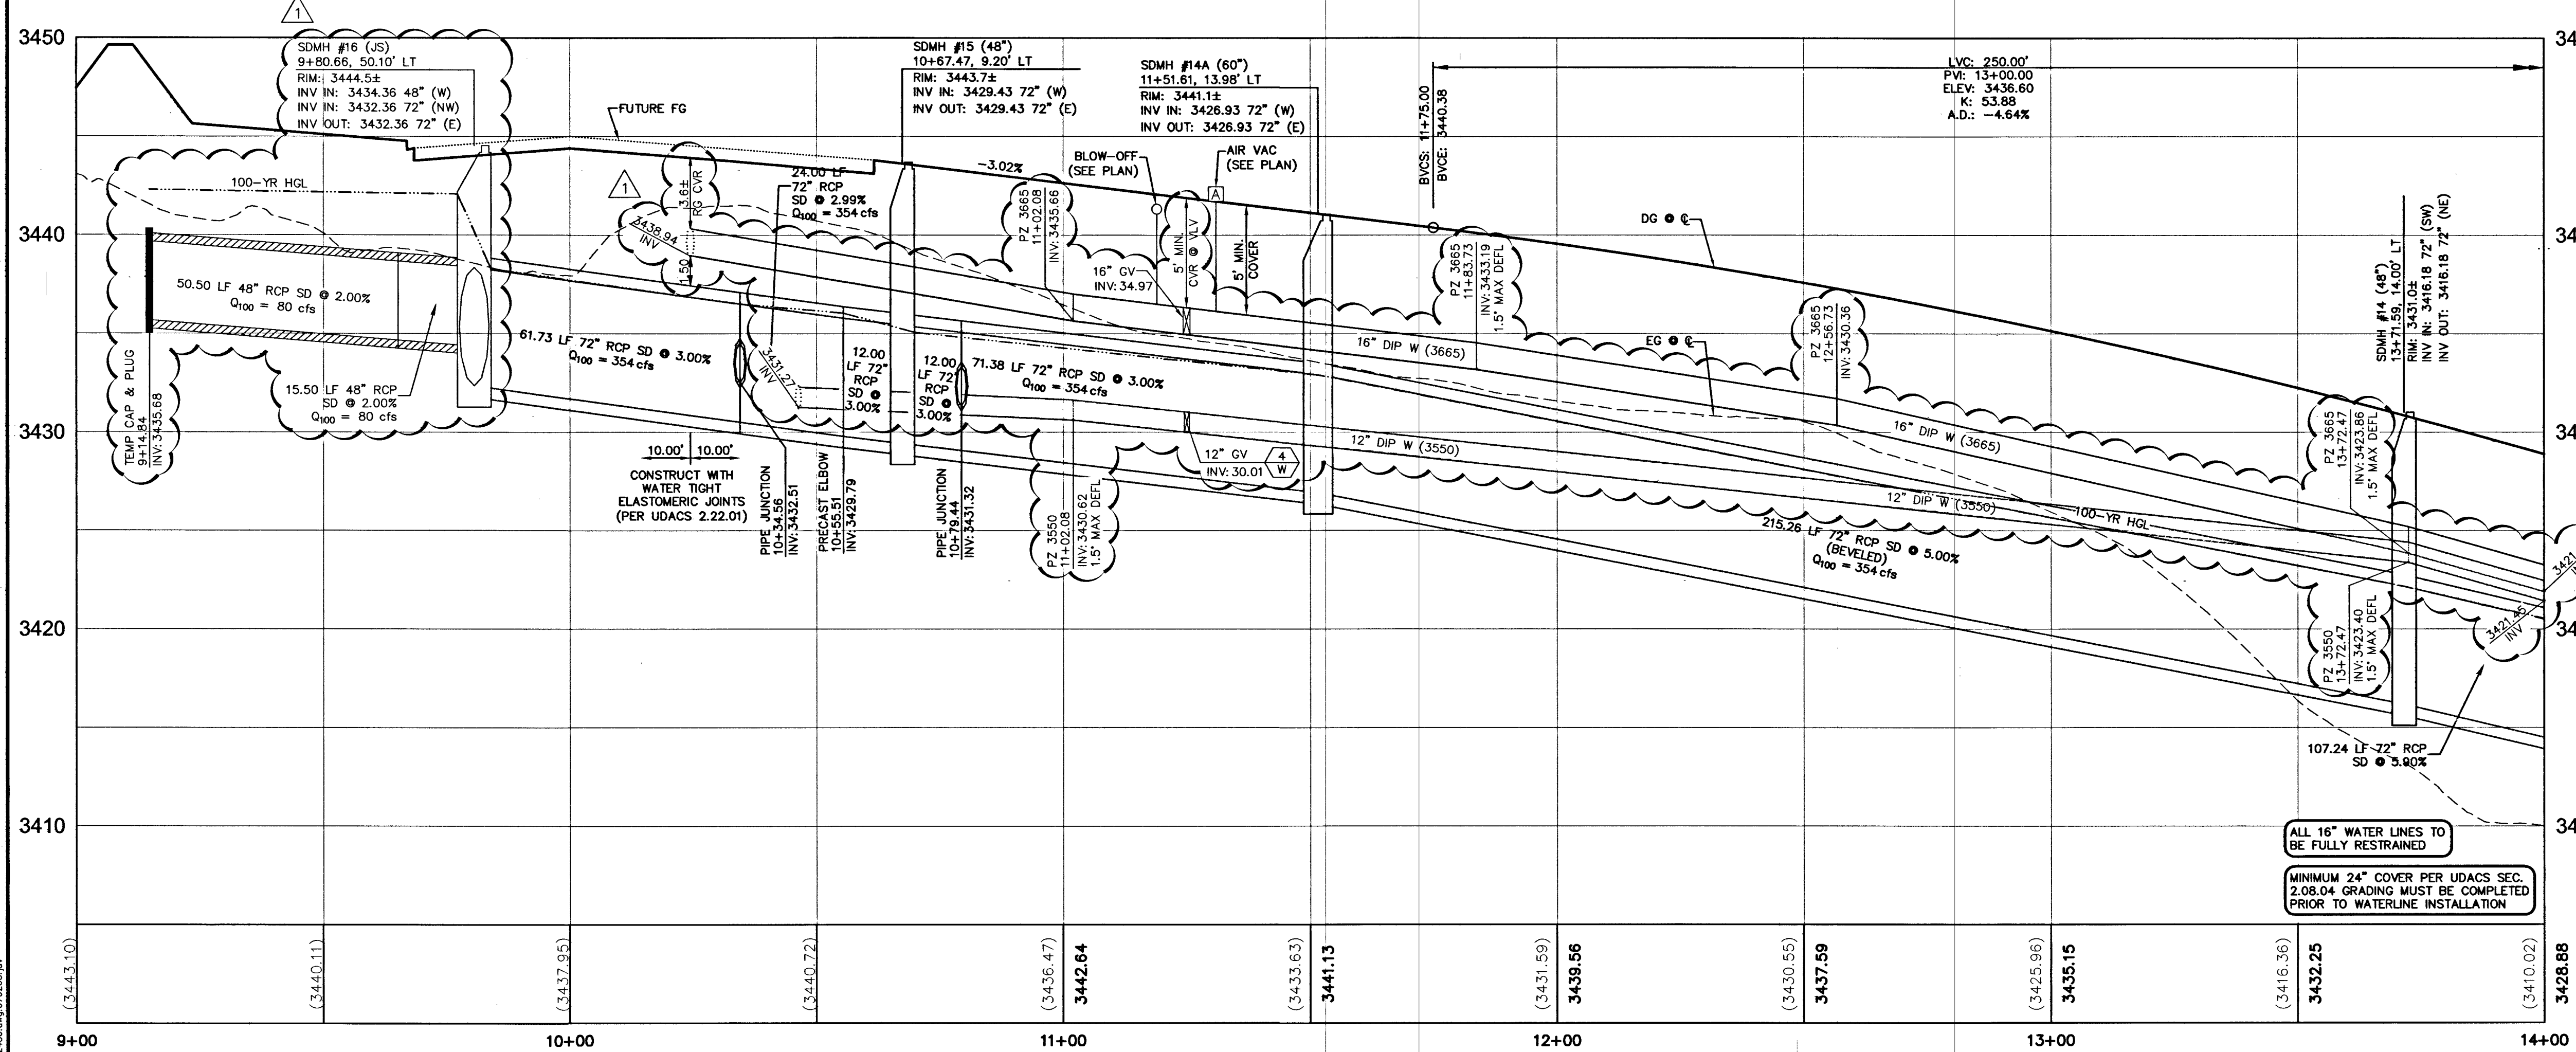 1
3450
3440
3430
3420
3410
SDMH #16 (JS)
9+80.66, 50.10' LT
RIM: 3444.5±
INV IN: 3434.36 48" (W)
INV IN: 3432.36 72" (NW)
INV OUT: 3432.36 72" (E)
FUTURE FG
SDMH #15 (48")
10+67.47, 9.20' LT
RIM: 3443.7±
INV IN: 3429.43 72" (W)
INV OUT: 3429.43 72" (E)
SDMH #14A (60")
11+51.61, 13.98' LT
RIM: 3441.1±
INV IN: 3426.93 72" (W)
INV OUT: 3426.93 72" (E)
BVCS: 11+75.00
BVCE: 3440.38
LVC: 250.00'
PVI: 13+00.00
ELEV: 3436.60
K: 53.88
A.D.: -4.64%
100-YR HGL
1
3.6±
RG CVR
3438.94
INV
1.50
24.00 LF
72" RCP
SD @ 2.99%
Q100 = 354 cfs
-3.02%
BLOW-OFF
(SEE PLAN)
AIR VAC
(SEE PLAN)
A
PZ 3665
11+02.08
INV: 3435.66
16" GV
INV: 34.97
5' MIN.
CVR @ VLV
5' MIN.
COVER
PZ 3665
11+83.73
INV: 3433.19
1.5° MAX DEFL
DG @ ℄
EG @ ℄
PZ 3665
12+56.73
INV: 3430.36
SDMH #14 (48")
13+71.59, 14.00' LT
RIM: 3431.0±
INV IN: 3416.18 72" (SW)
INV OUT: 3416.18 72" (NE)
50.50 LF 48" RCP SD @ 2.00%
Q100 = 80 cfs
15.50 LF 48" RCP
SD @ 2.00%
Q100 = 80 cfs
TEMP CAP & PLUG
9+14.84
INV: 3435.68
61.73 LF 72" RCP SD @ 3.00%
Q100 = 354 cfs
3431.27
INV
12.00
LF 72"
RCP
SD @
3.00%
12.00
LF 72"
RCP
SD @
3.00%
71.38 LF 72" RCP SD @ 3.00%
Q100 = 354 cfs
16" DIP W (3665)
12" DIP W (3550)
12" GV
INV: 30.01
4
W
10.00'
10.00'
CONSTRUCT WITH
WATER TIGHT
ELASTOMERIC JOINTS
(PER UDACS 2.22.01)
PIPE JUNCTION
10+34.56
INV: 3432.51
PRECAST ELBOW
10+55.51
INV: 3429.79
PIPE JUNCTION
10+79.44
INV: 3431.32
PZ 3550
11+02.08
INV: 3430.62
1.5° MAX DEFL
16" DIP W (3665)
12" DIP W (3550)
100-YR HGL
215.26 LF 72" RCP SD @ 5.00%
(BEVELED)
Q100 = 354 cfs
PZ 3665
13+72.47
INV: 3423.86
1.5° MAX DEFL
PZ 3550
13+72.47
INV: 3423.40
1.5° MAX DEFL
3421.45
INV
107.24 LF 72" RCP
SD @ 5.90%
ALL 16" WATER LINES TO
BE FULLY RESTRAINED
MINIMUM 24" COVER PER UDACS SEC.
2.08.04 GRADING MUST BE COMPLETED
PRIOR TO WATERLINE INSTALLATION
(3443.10)
(3440.11)
(3437.95)
(3440.72)
(3436.47)
3442.64
(3433.63)
3441.13
(3431.59)
3439.56
(3430.55)
3437.59
(3425.96)
3435.15
(3416.36)
3432.25
(3410.02)
3428.88
9+00
10+00
11+00
12+00
13+00
14+00